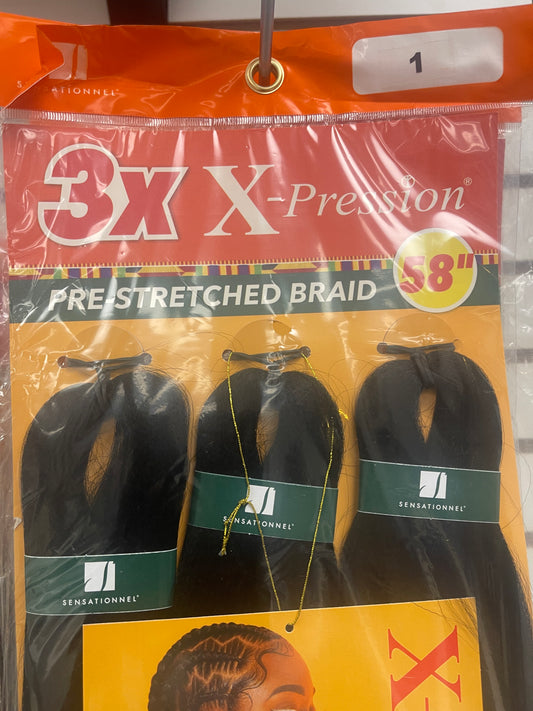 1
SENSATIONNEL®
3X X-Pression®
58"
PRE-STRETCHED BRAID
SENSATIONNEL®
SENSATIONNEL®
SENSATIONNEL®